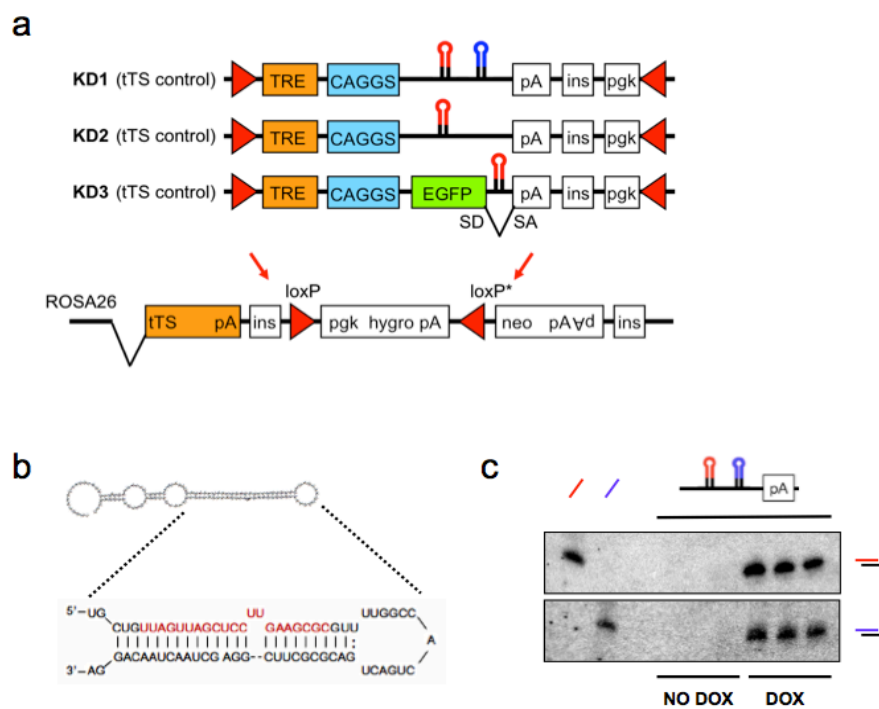 a
KD1 (tTS control) TRE CAGGS pA ins pgk
KD2 (tTS control) TRE CAGGS pA ins pgk
KD3 (tTS control) TRE CAGGS EGFP pA ins pgk
SD SA
ROSA26 loxP loxP*
tTS pA ins pgk hygro pA neo pA pA ins
b
c
pA
5'-UG CUGUUAGUUAGCUCC UU GAAGCGCGUU UUGGCC
A
3'-AG GACAAUCAAUCG AGG--CUUCGCGCAG CUGACU
NO DOX DOX